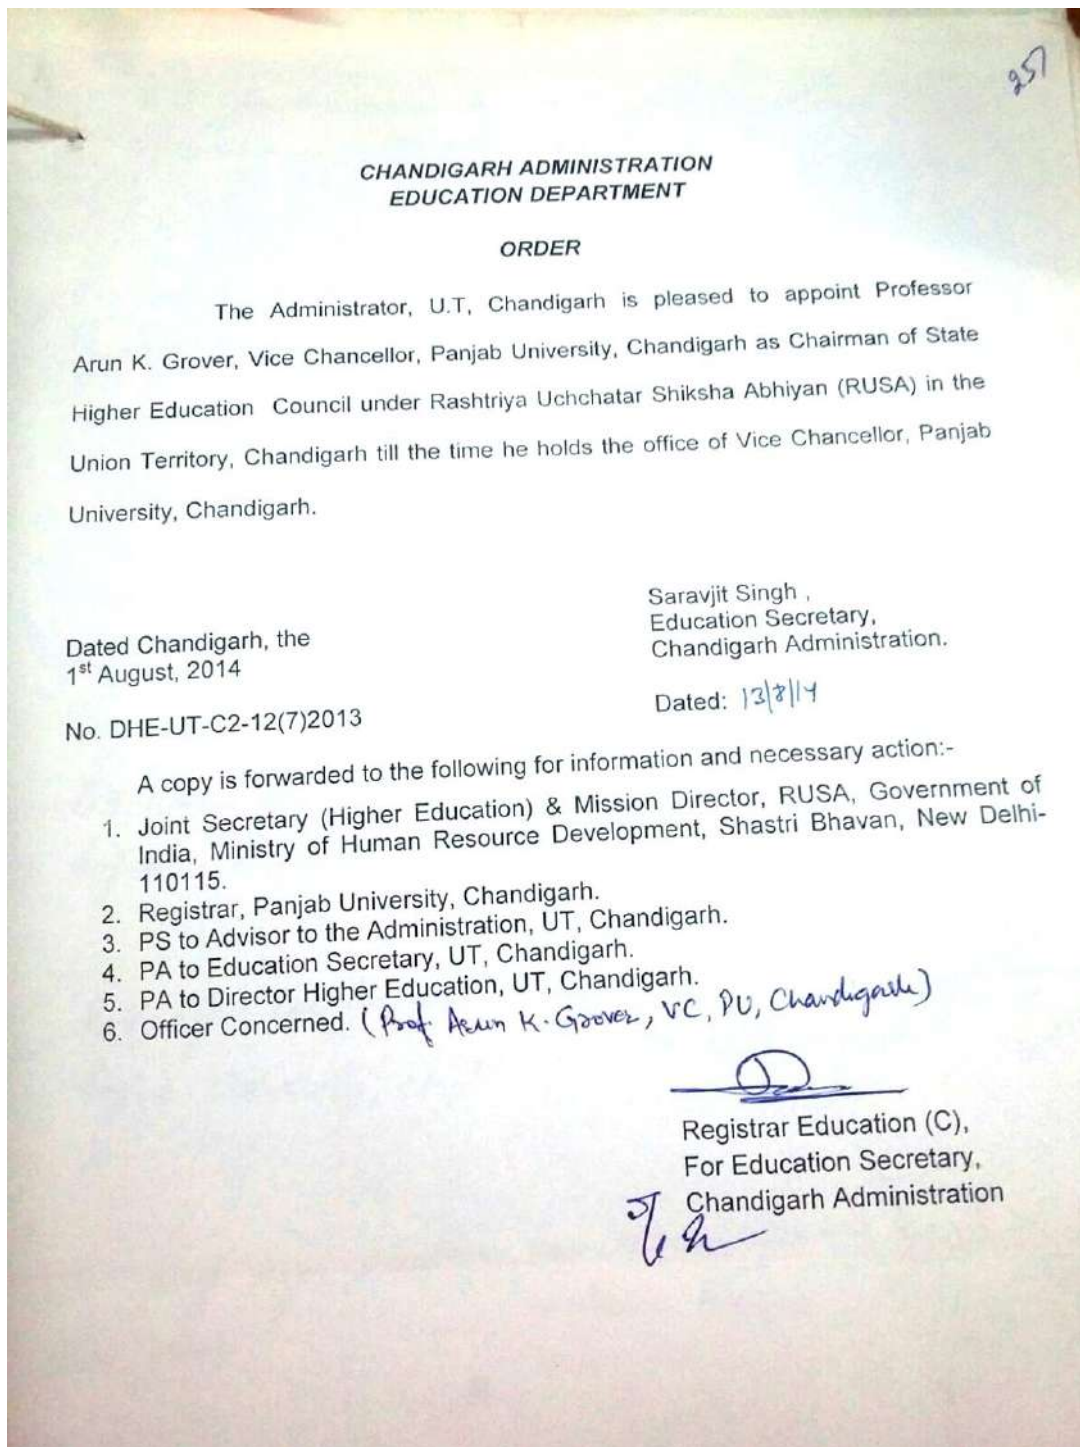 257
CHANDIGARH ADMINISTRATION
EDUCATION DEPARTMENT
ORDER
The Administrator, U.T, Chandigarh is pleased to appoint Professor
Arun K. Grover, Vice Chancellor, Panjab University, Chandigarh as Chairman of State
Higher Education Council under Rashtriya Uchchatar Shiksha Abhiyan (RUSA) in the
Union Territory, Chandigarh till the time he holds the office of Vice Chancellor, Panjab
University, Chandigarh.
Saravjit Singh ,
Education Secretary,
Chandigarh Administration.
Dated Chandigarh, the
1st August, 2014
Dated: 13/8/14
No. DHE-UT-C2-12(7)2013
A copy is forwarded to the following for information and necessary action:-
1. Joint Secretary (Higher Education) & Mission Director, RUSA, Government of
India, Ministry of Human Resource Development, Shastri Bhavan, New Delhi-
110115.
2. Registrar, Panjab University, Chandigarh.
3. PS to Advisor to the Administration, UT, Chandigarh.
4. PA to Education Secretary, UT, Chandigarh.
5. PA to Director Higher Education, UT, Chandigarh.
6. Officer Concerned. (Prof. Arun K. Grover, VC, PU, Chandigarh)
Registrar Education (C),
For Education Secretary,
Chandigarh Administration